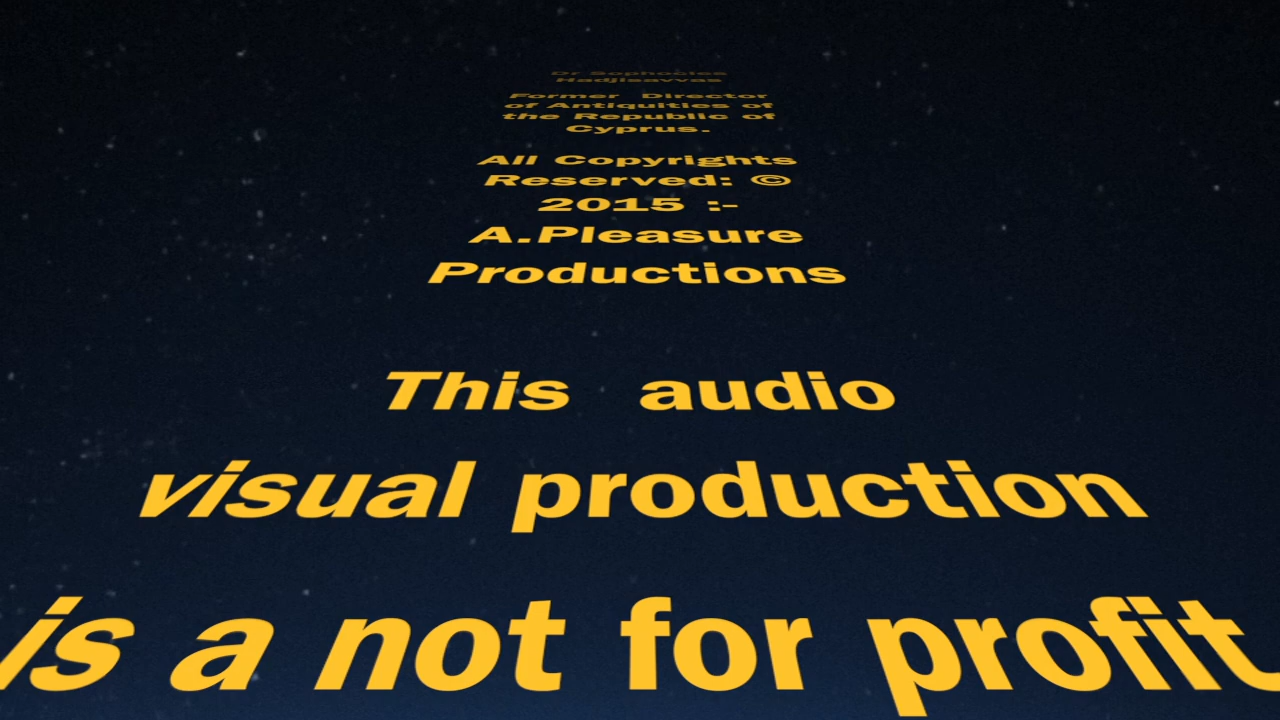 Dr Sophocles
Hadjisavvas
Former Director
of Antiquities of
the Republic of
Cyprus.
All Copyrights
Reserved: ©
2015 :-
A.Pleasure
Productions
This audio
visual production
is a not for profit